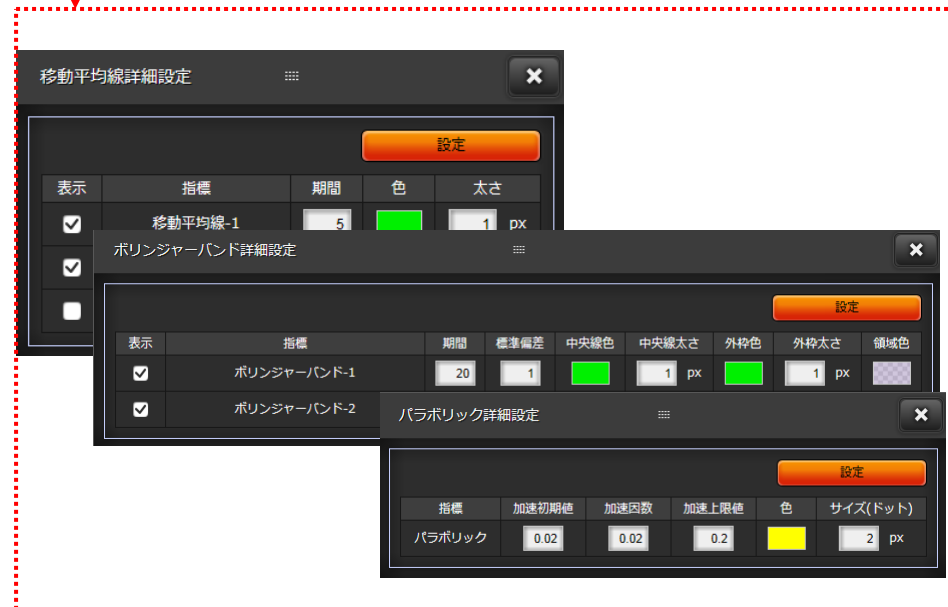 移動平均線詳細設定
設定
表示 指標 期間 色 太さ
移動平均線-1 5 1 px
ボリンジャーバンド詳細設定
設定
表示 指標 期間 標準偏差 中央線色 中央線太さ 外枠色 外枠太さ 領域色
ボリンジャーバンド-1 20 1 1 px 1 px
ボリンジャーバンド-2
パラボリック詳細設定
設定
指標 加速初期値 加速因数 加速上限値 色 サイズ(ドット)
パラボリック 0.02 0.02 0.2 2 px